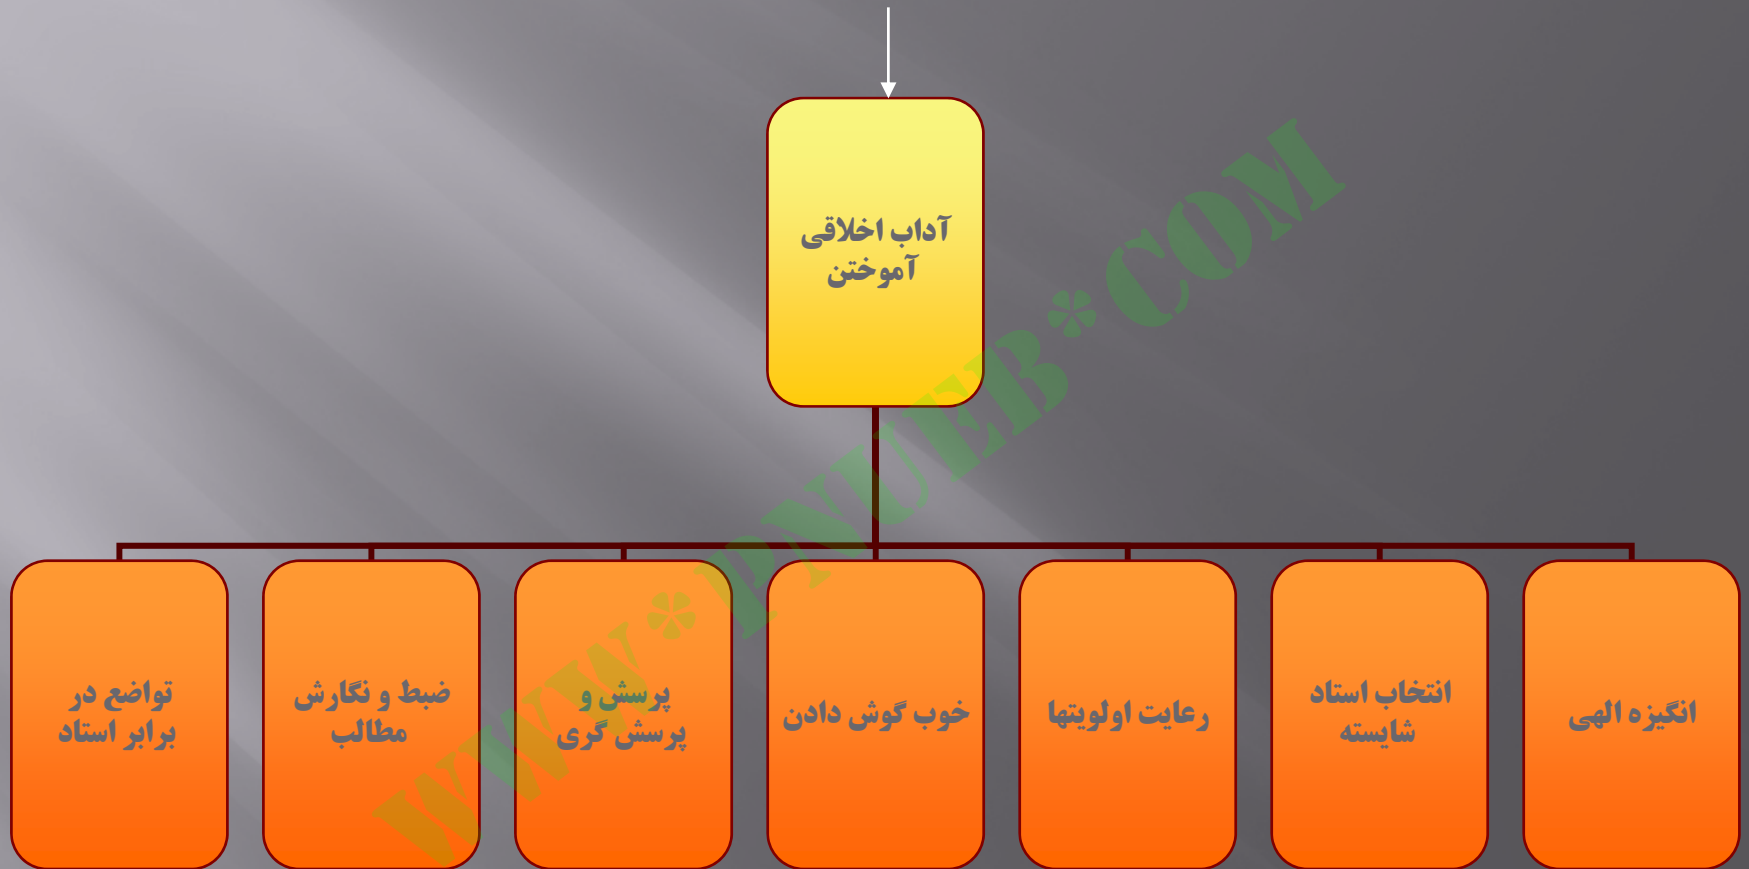 آداب اخلاقی
آموختن
انگیزه الهی
انتخاب استاد
شایسته
رعایت اولویتها
خوب گوش دادن
پرسش و
پرسش گری
ضبط و نگارش
مطالب
تواضع در
برابر استاد
WWW*PNUEB*COM